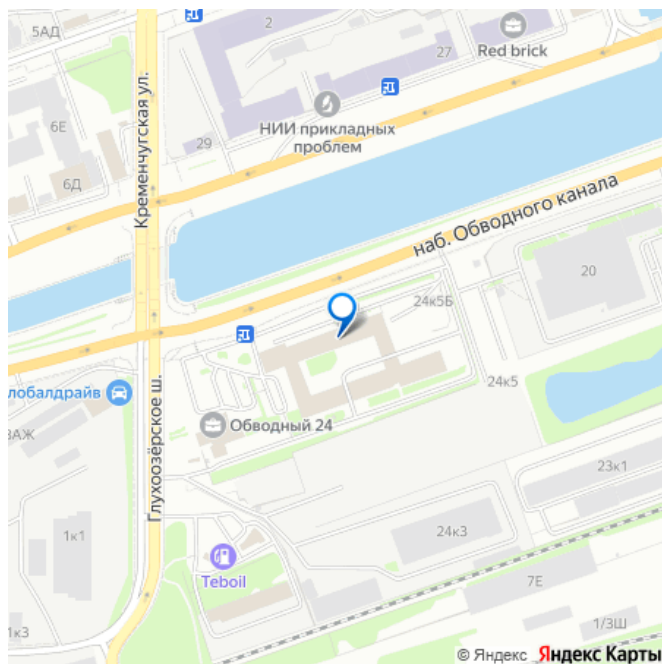 5АД
2
Red brick
27
6Е
НИИ прикладных
проблем
29
Кременчугская ул.
6Д
наб. Обводного канала
20
24к5Б
лобалдрайв
24к5
Обводный 24
ЗАЖ
Глухоозёрское ш.
23к1
1к1
24к3
Teboil
7Е
1к3
1/3Ш
© Яндекс Яндекс Карты